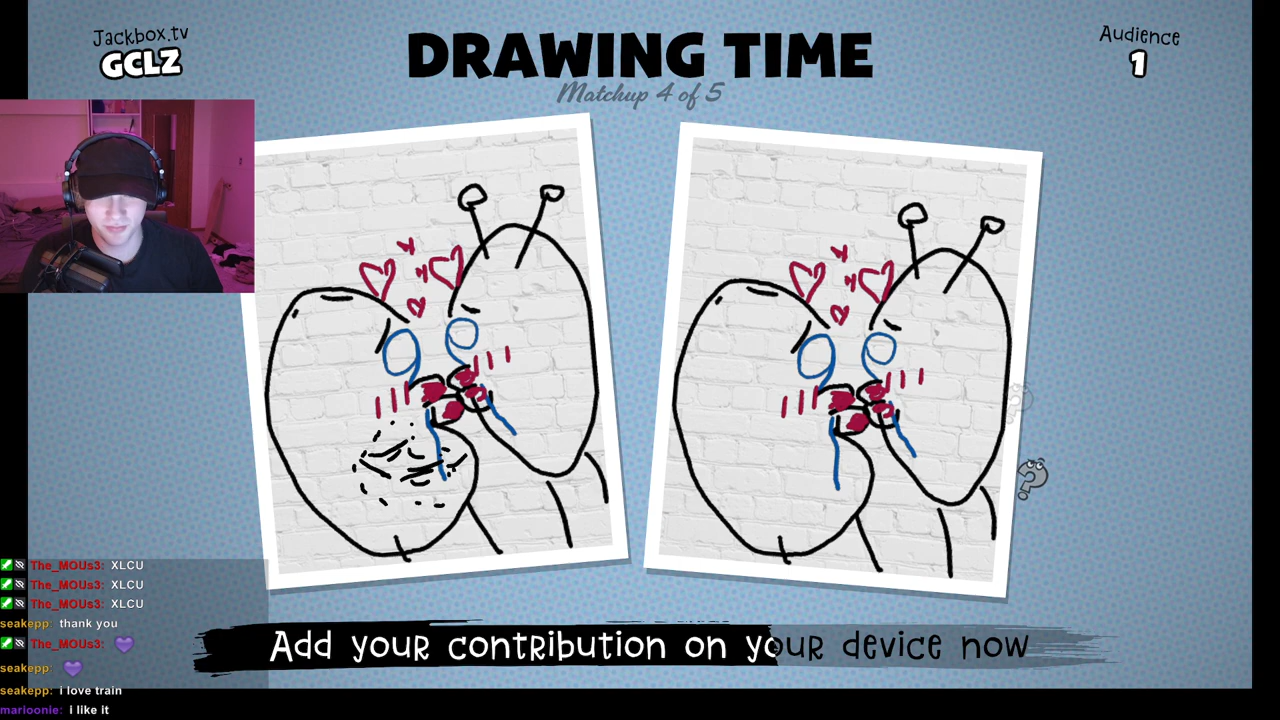 Jackbox.tv
GCLZ
DRAWING TIME
Matchup 4 of 5
Audience
1
The_MOUs3: XLCU
The_MOUs3: XLCU
The_MOUs3: XLCU
seakepp: thank you
The_MOUs3: 💜
seakepp: 💜
seakepp: i love train
marioonie: i like it
Add your contribution on your device now